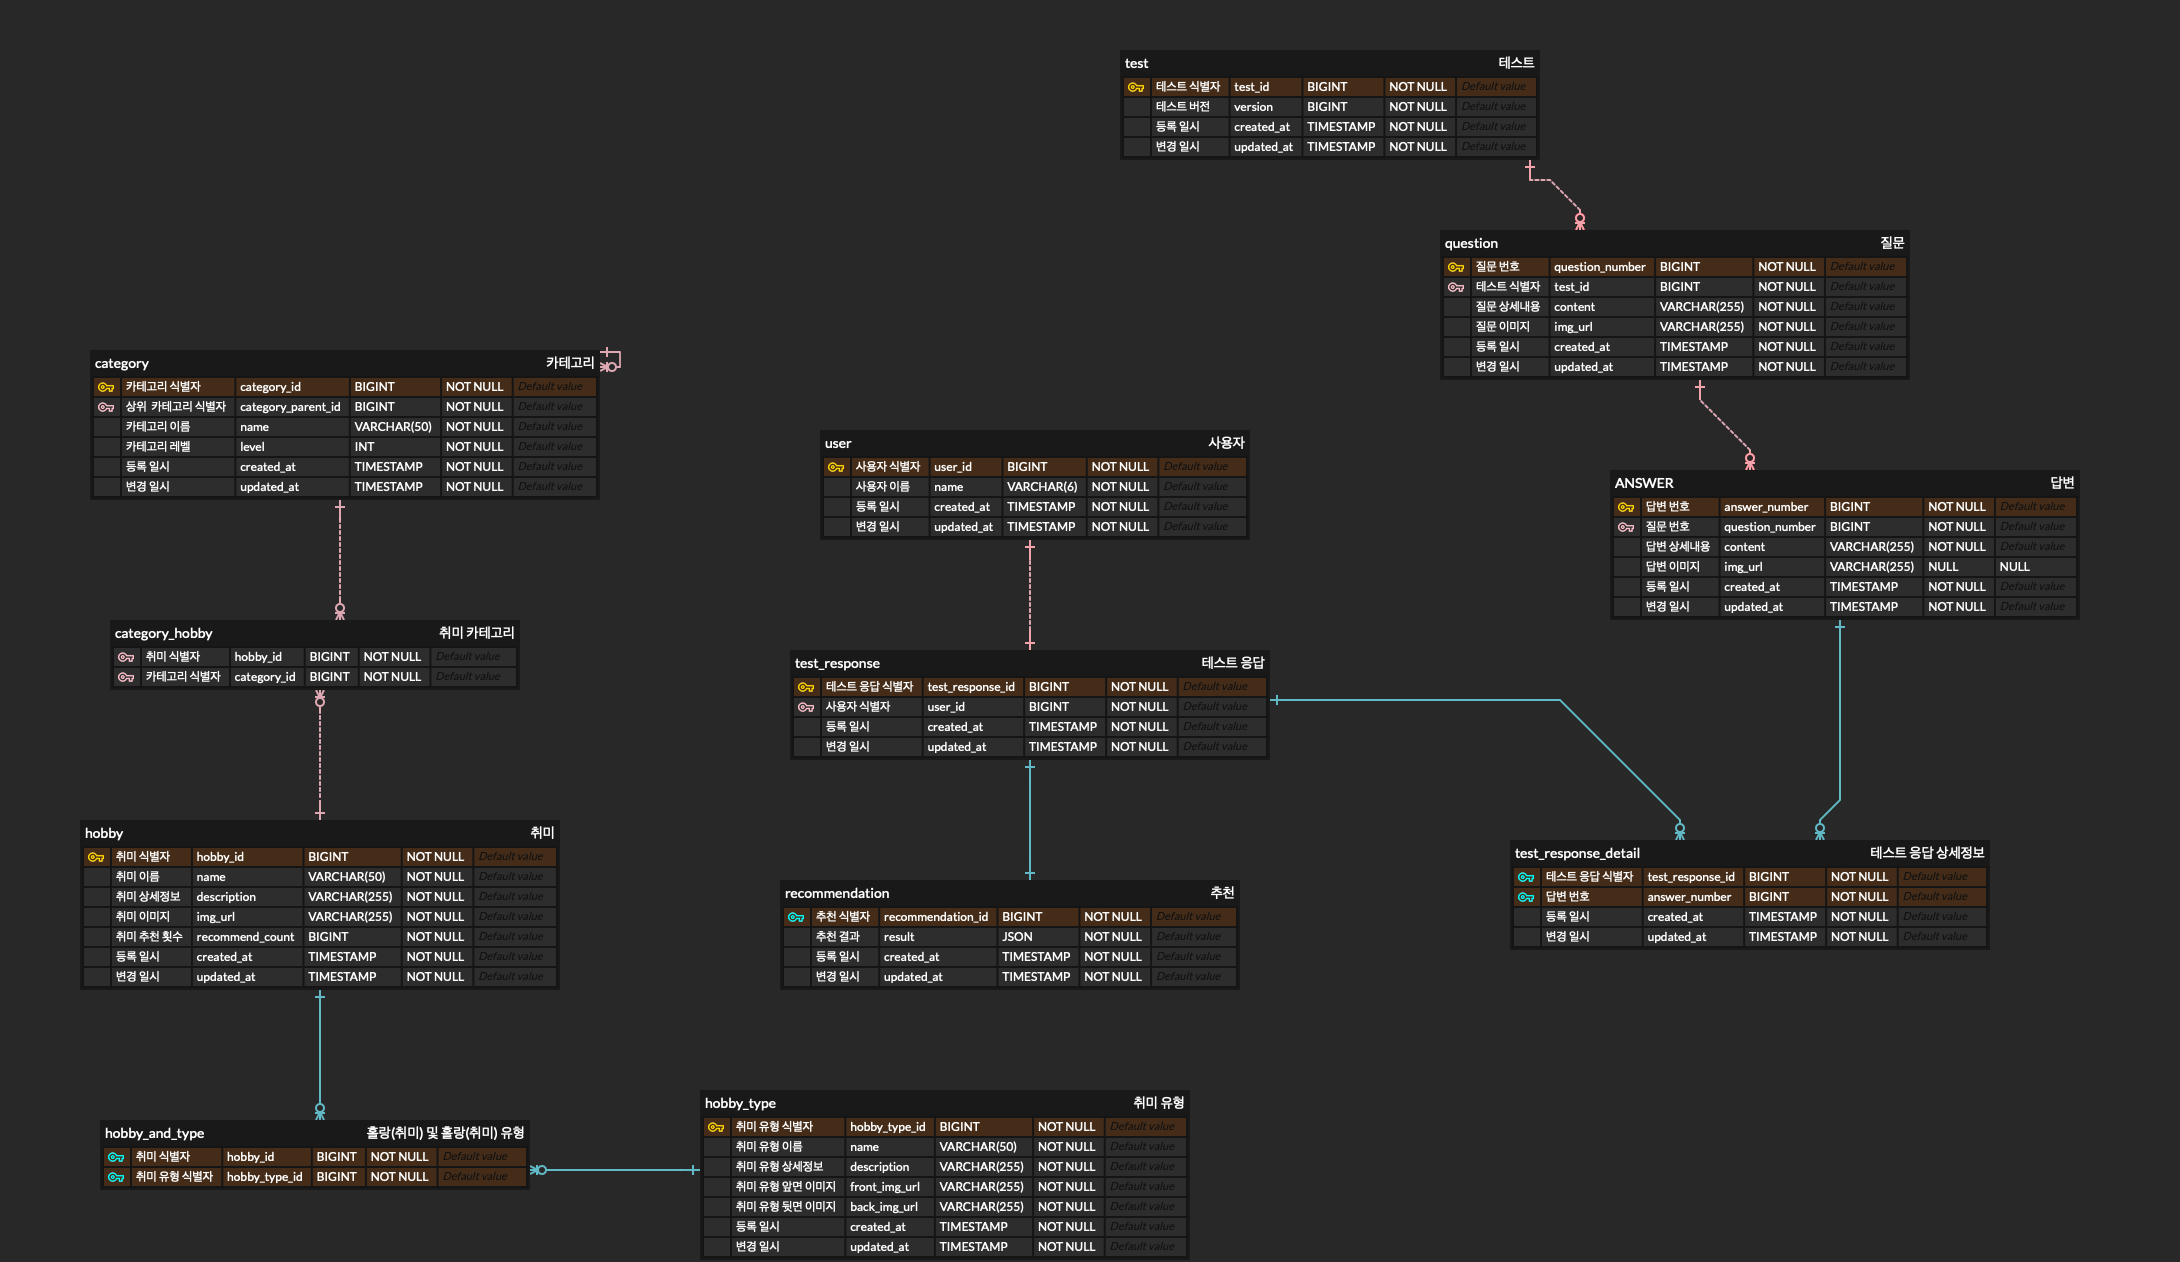 test 테스트
테스트 식별자 test_id BIGINT NOT NULL Default value
테스트 버전 version BIGINT NOT NULL Default value
등록 일시 created_at TIMESTAMP NOT NULL Default value
변경 일시 updated_at TIMESTAMP NOT NULL Default value
question 질문
질문 번호 question_number BIGINT NOT NULL Default value
테스트 식별자 test_id BIGINT NOT NULL Default value
질문 상세내용 content VARCHAR(255) NOT NULL Default value
질문 이미지 img_url VARCHAR(255) NOT NULL Default value
등록 일시 created_at TIMESTAMP NOT NULL Default value
변경 일시 updated_at TIMESTAMP NOT NULL Default value
category 카테고리
카테고리 식별자 category_id BIGINT NOT NULL Default value
상위 카테고리 식별자 category_parent_id BIGINT NOT NULL Default value
카테고리 이름 name VARCHAR(50) NOT NULL Default value
카테고리 레벨 level INT NOT NULL Default value
등록 일시 created_at TIMESTAMP NOT NULL Default value
변경 일시 updated_at TIMESTAMP NOT NULL Default value
user 사용자
사용자 식별자 user_id BIGINT NOT NULL Default value
사용자 이름 name VARCHAR(6) NOT NULL Default value
등록 일시 created_at TIMESTAMP NOT NULL Default value
변경 일시 updated_at TIMESTAMP NOT NULL Default value
ANSWER 답변
답변 번호 answer_number BIGINT NOT NULL Default value
질문 번호 question_number BIGINT NOT NULL Default value
답변 상세내용 content VARCHAR(255) NOT NULL Default value
답변 이미지 img_url VARCHAR(255) NULL NULL
등록 일시 created_at TIMESTAMP NOT NULL Default value
변경 일시 updated_at TIMESTAMP NOT NULL Default value
category_hobby 취미 카테고리
취미 식별자 hobby_id BIGINT NOT NULL Default value
카테고리 식별자 category_id BIGINT NOT NULL Default value
test_response 테스트 응답
테스트 응답 식별자 test_response_id BIGINT NOT NULL Default value
사용자 식별자 user_id BIGINT NOT NULL Default value
등록 일시 created_at TIMESTAMP NOT NULL Default value
변경 일시 updated_at TIMESTAMP NOT NULL Default value
hobby 취미
취미 식별자 hobby_id BIGINT NOT NULL Default value
취미 이름 name VARCHAR(50) NOT NULL Default value
취미 상세정보 description VARCHAR(255) NOT NULL Default value
취미 이미지 img_url VARCHAR(255) NOT NULL Default value
취미 추천 횟수 recommend_count BIGINT NOT NULL Default value
등록 일시 created_at TIMESTAMP NOT NULL Default value
변경 일시 updated_at TIMESTAMP NOT NULL Default value
recommendation 추천
추천 식별자 recommendation_id BIGINT NOT NULL Default value
추천 결과 result JSON NOT NULL Default value
등록 일시 created_at TIMESTAMP NOT NULL Default value
변경 일시 updated_at TIMESTAMP NOT NULL Default value
test_response_detail 테스트 응답 상세정보
테스트 응답 식별자 test_response_id BIGINT NOT NULL Default value
답변 번호 answer_number BIGINT NOT NULL Default value
등록 일시 created_at TIMESTAMP NOT NULL Default value
변경 일시 updated_at TIMESTAMP NOT NULL Default value
hobby_and_type 홀랑(취미) 및 홀랑(취미) 유형
취미 식별자 hobby_id BIGINT NOT NULL Default value
취미 유형 식별자 hobby_type_id BIGINT NOT NULL Default value
hobby_type 취미 유형
취미 유형 식별자 hobby_type_id BIGINT NOT NULL Default value
취미 유형 이름 name VARCHAR(50) NOT NULL Default value
취미 유형 상세정보 description VARCHAR(255) NOT NULL Default value
취미 유형 앞면 이미지 front_img_url VARCHAR(255) NOT NULL Default value
취미 유형 뒷면 이미지 back_img_url VARCHAR(255) NOT NULL Default value
등록 일시 created_at TIMESTAMP NOT NULL Default value
변경 일시 updated_at TIMESTAMP NOT NULL Default value